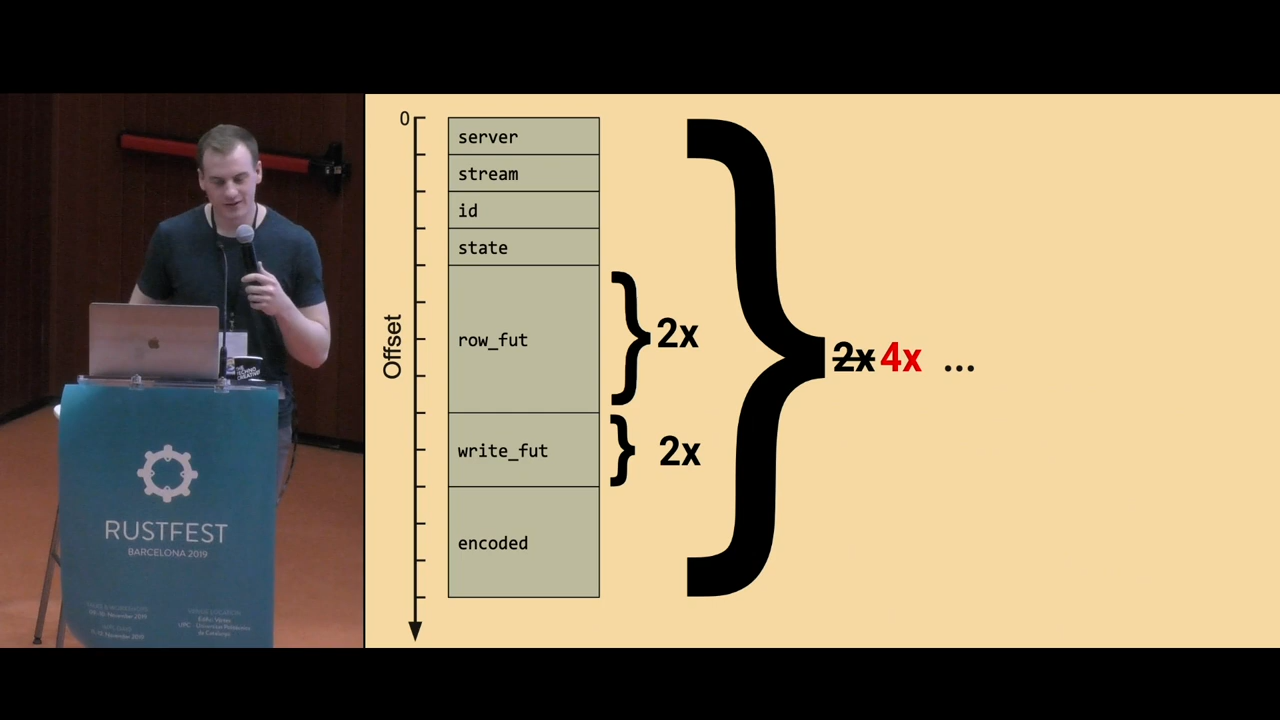 0
server
stream
id
state
row_fut
write_fut
encoded
Offset
2x
2x
2x 4x ...
RUSTFEST
BARCELONA 2019